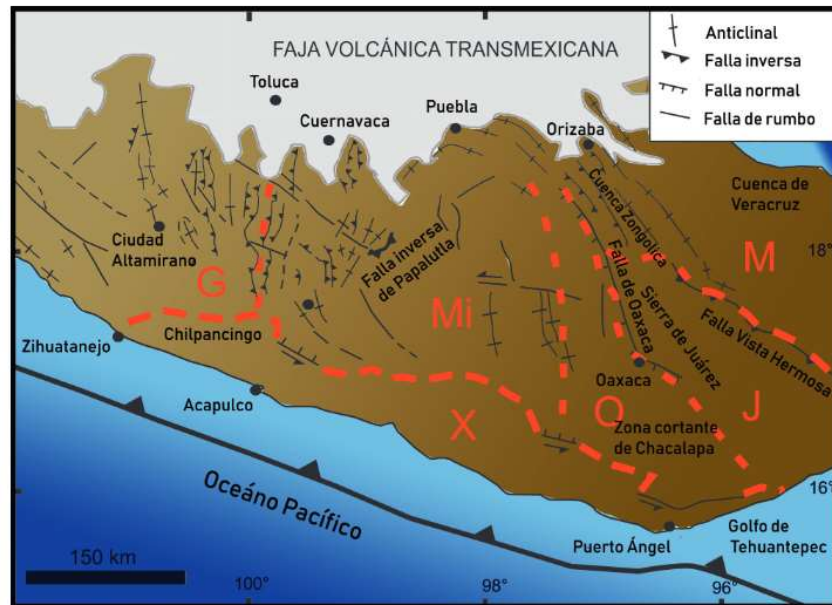 FAJA VOLCÁNICA TRANSMEXICANA
Anticlinal
Falla inversa
Falla normal
Falla de rumbo
Toluca
Cuernavaca
Puebla
Orizaba
Cuenca de
Veracruz
Cuenca Zongolica
Ciudad
Altamirano
Falla inversa
de Papalutla
Falla de Oaxaca
Sierra de Juárez
Falla Vista Hermosa
18°
G
Mi
M
Zihuatanejo
Chilpancingo
Oaxaca
Acapulco
X
O
J
Zona cortante
de Chacalapa
16°
Oceáno Pacífico
Puerto Ángel
Golfo de
Tehuantepec
150 km
100°
98°
96°